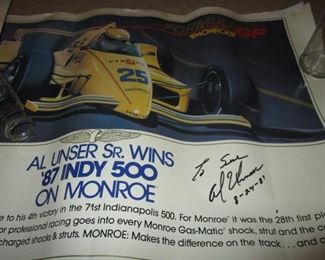 FORMULA
MONROE GP
25
AL UNSER SR. WINS
'87 INDY 500
ON MONROE
To Sue
Al Unser
8-24-87
e to his 4th victory in the 71st Indianapolis 500. For Monroe it was the 28th first pl
or professional racing goes into every Monroe Gas-Matic shock, strut and the c
charged shocks & struts. MONROE: Makes the difference on the track...and o